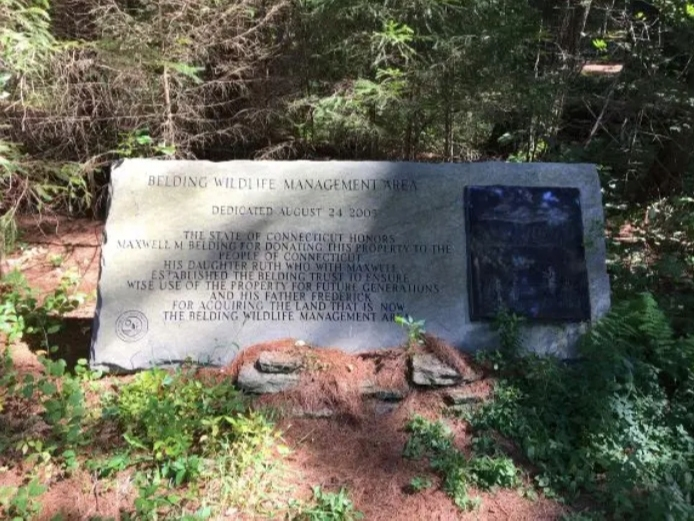 BELDING WILDLIFE MANAGEMENT AREA
DEDICATED AUGUST 24 2005
THE STATE OF CONNECTICUT HONORS
MAXWELL M BELDING FOR DONATING THIS PROPERTY TO THE
PEOPLE OF CONNECTICUT
HIS DAUGHTER RUTH WHO WITH MAXWELL
ESTABLISHED THE BELDING TRUST TO ENSURE
WISE USE OF THE PROPERTY FOR FUTURE GENERATIONS
AND HIS FATHER FREDERICK
FOR ACQUIRING THE LAND THAT IS NOW
THE BELDING WILDLIFE MANAGEMENT AREA